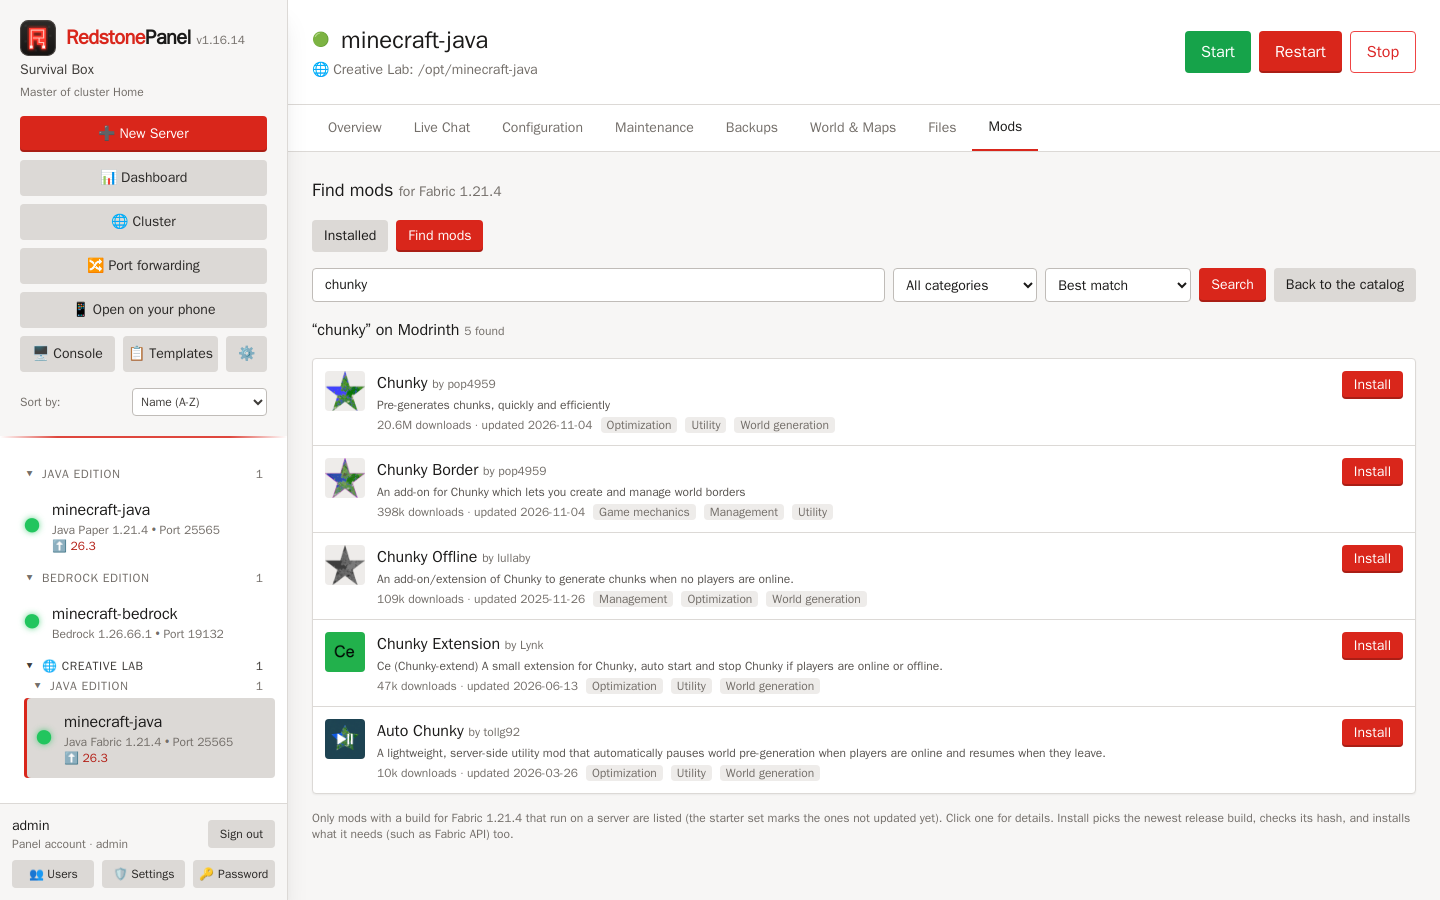 RedstonePanel v1.16.14
Survival Box
Master of cluster Home
➕ New Server
📊 Dashboard
🌐 Cluster
🔀 Port forwarding
📱 Open on your phone
🖥️ Console
📋 Templates
⚙️
Sort by:
Name (A-Z)
▼ JAVA EDITION 1
minecraft-java
Java Paper 1.21.4 • Port 25565
⬆️ 26.3
▼ BEDROCK EDITION 1
minecraft-bedrock
Bedrock 1.26.66.1 • Port 19132
▼ 🌐 CREATIVE LAB 1
▼ JAVA EDITION 1
minecraft-java
Java Fabric 1.21.4 • Port 25565
⬆️ 26.3
admin
Panel account · admin
Sign out
👥 Users
🛡️ Settings
🔑 Password
minecraft-java
🌐 Creative Lab: /opt/minecraft-java
Start
Restart
Stop
Overview
Live Chat
Configuration
Maintenance
Backups
World & Maps
Files
Mods
Find mods for Fabric 1.21.4
Installed
Find mods
chunky
All categories
Best match
Search
Back to the catalog
“chunky” on Modrinth 5 found
Chunky by pop4959
Pre-generates chunks, quickly and efficiently
20.6M downloads · updated 2026-11-04 Optimization Utility World generation
Install
Chunky Border by pop4959
An add-on for Chunky which lets you create and manage world borders
398k downloads · updated 2026-11-04 Game mechanics Management Utility
Install
Chunky Offline by lullaby
An add-on/extension of Chunky to generate chunks when no players are online.
109k downloads · updated 2025-11-26 Management Optimization World generation
Install
Ce
Chunky Extension by Lynk
Ce (Chunky-extend) A small extension for Chunky, auto start and stop Chunky if players are online or offline.
47k downloads · updated 2026-06-13 Optimization Utility World generation
Install
Auto Chunky by tollg92
A lightweight, server-side utility mod that automatically pauses world pre-generation when players are online and resumes when they leave.
10k downloads · updated 2026-03-26 Optimization Utility World generation
Install
Only mods with a build for Fabric 1.21.4 that run on a server are listed (the starter set marks the ones not updated yet). Click one for details. Install picks the newest release build, checks its hash, and installs
what it needs (such as Fabric API) too.